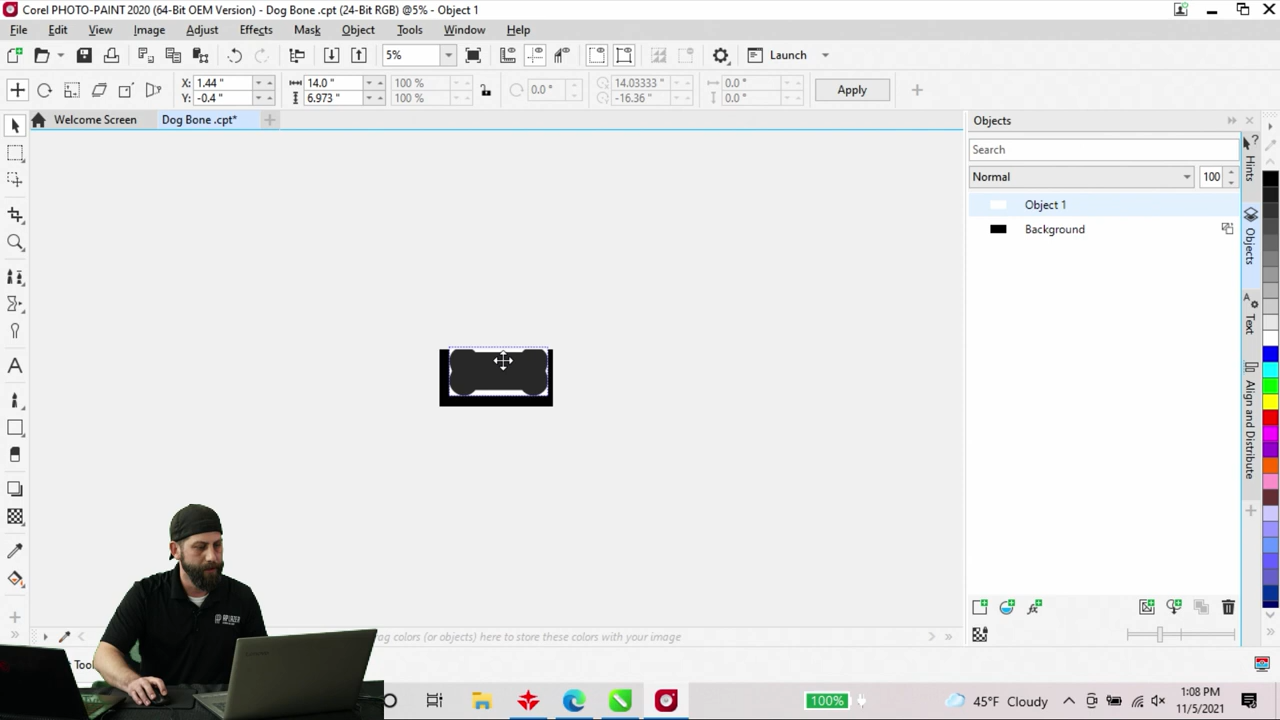 Corel PHOTO-PAINT 2020 (64-Bit OEM Version) - Dog Bone .cpt (24-Bit RGB) @5% - Object 1
File Edit View Image Adjust Effects Mask Object Tools Window Help
5% Launch
X: 1.44 " 14.0 " 100 % 0.0 ° 14.03333 " 0.0 ° Apply
Y: -0.4 " 6.973 " 100 % -16.36 " 0.0 °
Welcome Screen Dog Bone .cpt*
Objects
Search
Normal 100
Object 1
Background
Hints
Objects
Text
Align and Distribute
drag colors (or objects) here to store these colors with your image
100% 45°F Cloudy 1:08 PM
11/5/2021